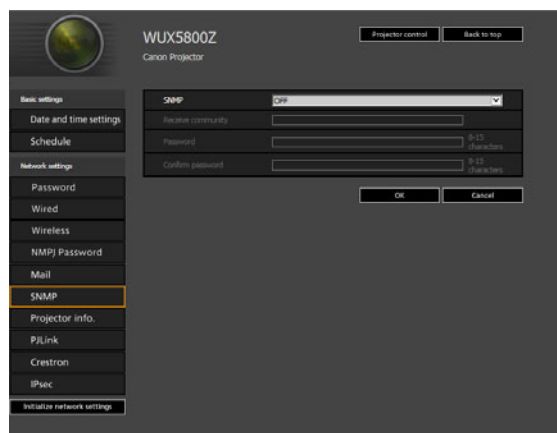 WUX5800Z
Canon Projector
Projector control
Back to top
Basic settings
Date and time settings
Schedule
Network settings
Password
Wired
Wireless
NMPJ Password
Mail
SNMP
Projector info.
PJLink
Crestron
IPsec
Initialize network settings
SNMP
OFF
Receive community
Password
8-15
characters
Confirm password
8-15
characters
OK
Cancel